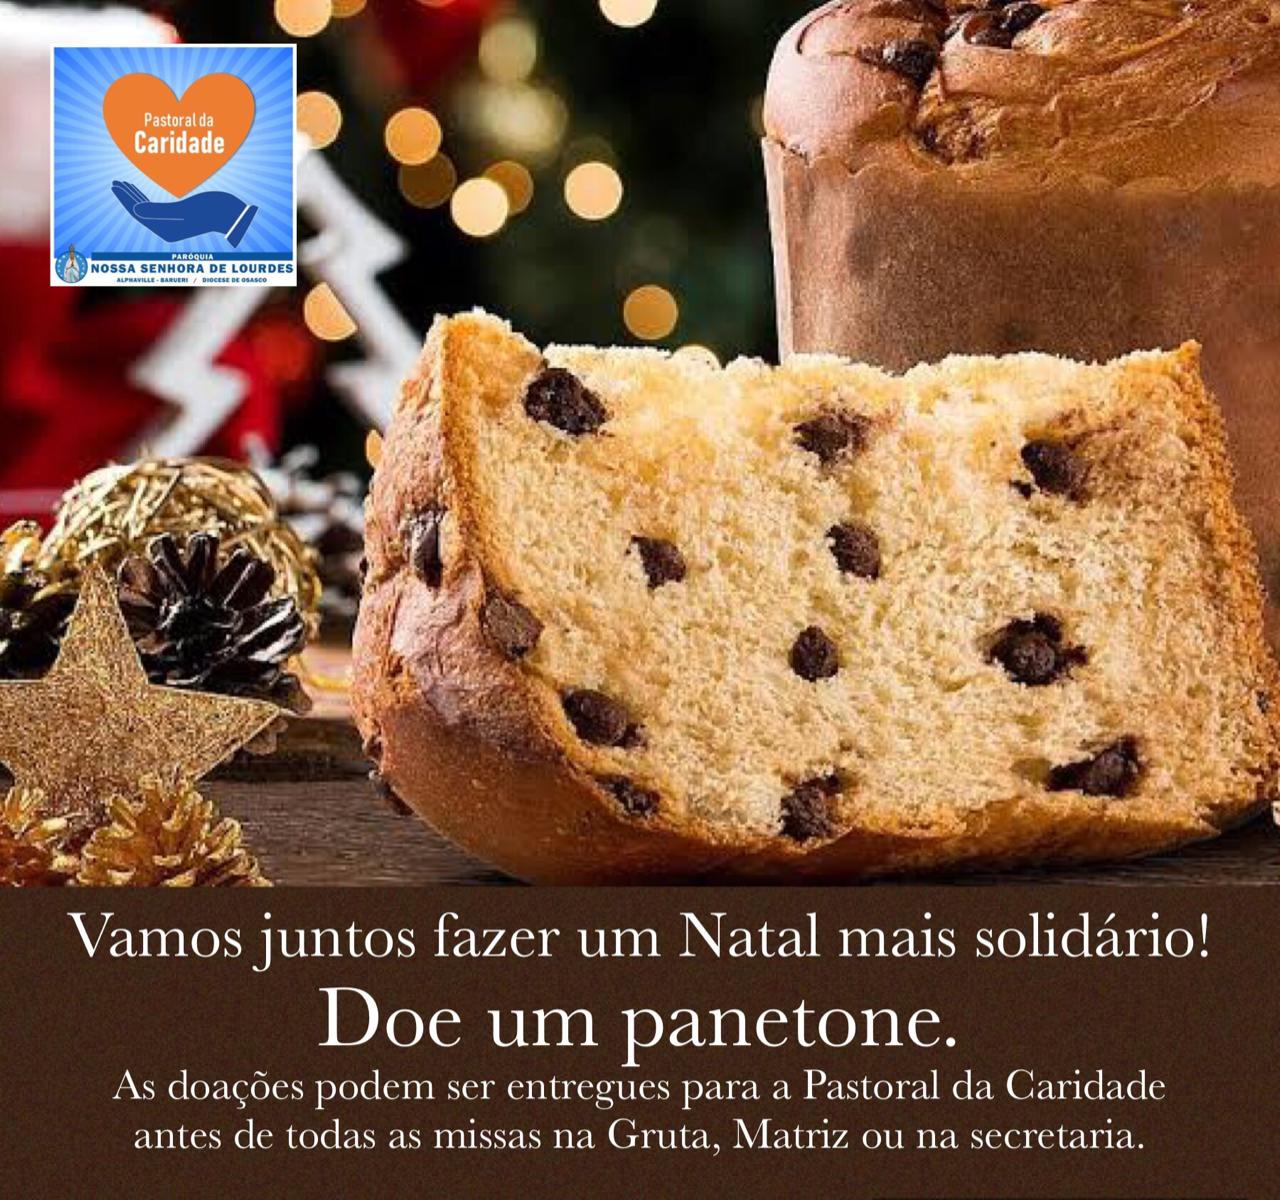 Pastoral da
Caridade
PARÓQUIA
NOSSA SENHORA DE LOURDES
ALPHAVILLE - BARUERI / DIOCESE DE OSASCO
Vamos juntos fazer um Natal mais solidário!
Doe um panetone.
As doações podem ser entregues para a Pastoral da Caridade
antes de todas as missas na Gruta, Matriz ou na secretaria.